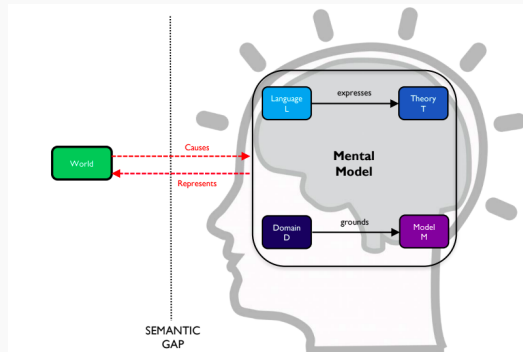 expresses
Language
L
Theory
T
Causes
World
Mental
Model
Represents
grounds
Domain
D
Model
M
SEMANTIC
GAP